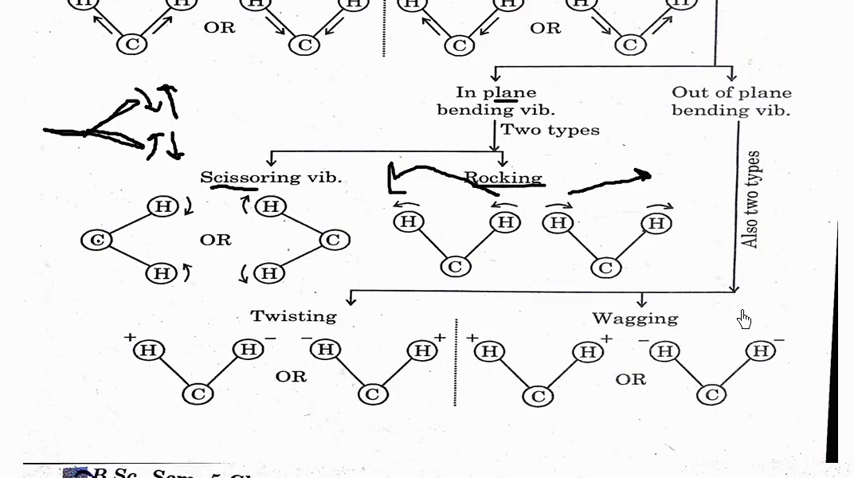 H H H H H H H H
OR OR
C C C C
In plane bending vib.
Out of plane bending vib.
Two types
Scissoring vib.
Rocking
Also two types
H H H H H H
C OR C
H H C C
Twisting
Wagging
+ H H − − H H + + H H + − H H −
OR OR
C C C C
B.Sc. Sem. 5